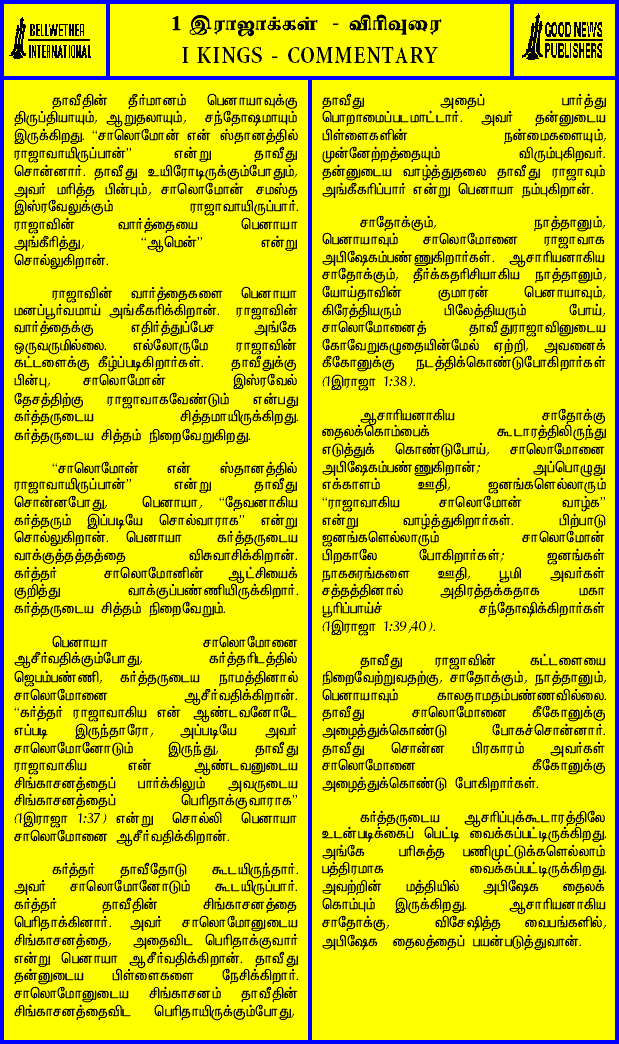 BELLWETHER
INTERNATIONAL
1 இராஜாக்கள் - விரிவுரை
I KINGS - COMMENTARY
GOOD NEWS
PUBLISHERS
தாவீதின் தீர்மானம் பெனாயாவுக்கு
திருப்தியாயும், ஆறுதலாயும், சந்தோஷமாயும்
இருக்கிறது. “சாலொமோன் என் ஸ்தானத்தில்
ராஜாவாயிருப்பான்” என்று தாவீது
சொன்னார். தாவீது உயிரோடிருக்கும்போதும்,
அவர் மரித்த பின்பும், சாலொமோன் சமஸ்த
இஸ்ரவேலுக்கும் ராஜாவாயிருப்பார்.
ராஜாவின் வார்த்தையை பெனாயா
அங்கீரித்து, “ஆமென்” என்று
சொல்லுகிறான்.
ராஜாவின் வார்த்தைகளை பெனாயா
மனப்பூர்வமாய் அங்கீகரிக்கிறான். ராஜாவின்
வார்த்தைக்கு எதிர்த்துப்பேச அங்கே
ஒருவருமில்லை. எல்லோருமே ராஜாவின்
கட்டளைக்கு கீழ்ப்படிகிறார்கள். தாவீதுக்கு
பின்பு, சாலொமோன் இஸ்ரவேல்
தேசத்திற்கு ராஜாவாகவேண்டும் என்பது
கர்த்தருடைய சித்தமாயிருக்கிறது.
கர்த்தருடைய சித்தம் நிறைவேறுகிறது.
“சாலொமோன் என் ஸ்தானத்தில்
ராஜாவாயிருப்பான்” என்று தாவீது
சொன்னபோது, பெனாயா, “தேவனாகிய
கர்த்தரும் இப்படியே சொல்வாராக” என்று
சொல்லுகிறான். பெனாயா கர்த்தருடைய
வாக்குத்தத்தத்தை விசுவாசிக்கிறான்.
கர்த்தர் சாலொமோனின் ஆட்சியைக்
குறித்து வாக்குப்பண்ணியிருக்கிறார்.
கர்த்தருடைய சித்தம் நிறைவேறும்.
பெனாயா சாலொமோனை
ஆசீர்வதிக்கும்போது, கர்த்தரிடத்தில்
ஜெபம்பண்ணி, கர்த்தருடைய நாமத்தினால்
சாலொமோனை ஆசீர்வதிக்கிறான்.
“கர்த்தர் ராஜாவாகிய என் ஆண்டவனோடே
எப்படி இருந்தாரோ, அப்படியே அவர்
சாலொமோனோடும் இருந்து, தாவீது
ராஜாவாகிய என் ஆண்டவனுடைய
சிங்காசனத்தைப் பார்க்கிலும் அவருடைய
சிங்காசனத்தைப் பெரிதாக்குவாராக”
(1இராஜா 1:37) என்று சொல்லி பெனாயா
சாலொமோனை ஆசீர்வதிக்கிறான்.
கர்த்தர் தாவீதோடு கூடயிருந்தார்.
அவர் சாலொமோனோடும் கூடயிருப்பார்.
கர்த்தர் தாவீதின் சிங்காசனத்தை
பெரிதாக்கினார். அவர் சாலொமோனுடைய
சிங்காசனத்தை, அதைவிட பெரிதாக்குவார்
என்று பெனாயா ஆசீர்வதிக்கிறான். தாவீது
தன்னுடைய பிள்ளைகளை நேசிக்கிறார்.
சாலொமோனுடைய சிங்காசனம் தாவீதின்
சிங்காசனத்தைவிட பெரிதாயிருக்கும்போது,
தாவீது அதைப் பார்த்து
பொறாமைப்படமாட்டார். அவர் தன்னுடைய
பிள்ளைகளின் நன்மைகளையும்,
முன்னேற்றத்தையும் விரும்புகிறவர்.
தன்னுடைய வாழ்த்துதலை தாவீது ராஜாவும்
அங்கீகரிப்பார் என்று பெனாயா நம்புகிறான்.
சாதோக்கும், நாத்தானும்,
பெனாயாவும் சாலொமோனை ராஜாவாக
அபிஷேகம்பண்ணுகிறார்கள். ஆசாரியனாகிய
சாதோக்கும், தீர்க்கதரிசியாகிய நாத்தானும்,
யோய்தாவின் குமாரன் பெனாயாவும்,
கிரேத்தியரும் பிலேத்தியரும் போய்,
சாலொமோனைத் தாவீதுராஜாவினுடைய
கோவேறுகழுதையின்மேல் ஏற்றி, அவனைக்
கீகோனுக்கு நடத்திக்கொண்டுபோகிறார்கள்
(1இராஜா 1:38).
ஆசாரியனாகிய சாதோக்கு
தைலக்கொம்பைக் கூடாரத்திலிருந்து
எடுத்துக் கொண்டுபோய், சாலொமோனை
அபிஷேகம்பண்ணுகிறான்; அப்பொழுது
எக்காளம் ஊதி, ஜனங்களெல்லாரும்
“ராஜாவாகிய சாலொமோன் வாழ்க”
என்று வாழ்த்துகிறார்கள். பிற்பாடு
ஜனங்களெல்லாரும் சாலொமோன்
பிறகாலே போகிறார்கள்; ஜனங்கள்
நாகசுரங்களை ஊதி, பூமி அவர்கள்
சத்தத்தினால் அதிரத்தக்கதாக மகா
பூரிப்பாய்ச் சந்தோஷிக்கிறார்கள்
(1இராஜா 1:39,40).
தாவீது ராஜாவின் கட்டளையை
நிறைவேற்றுவதற்கு, சாதோக்கும், நாத்தானும்,
பெனாயாவும் காலதாமதம்பண்ணவில்லை.
தாவீது சாலொமோனை கீகோனுக்கு
அழைத்துக்கொண்டு போகச்சொன்னார்.
தாவீது சொன்ன பிரகாரம் அவர்கள்
சாலொமோனை கீகோனுக்கு
அழைத்துக்கொண்டு போகிறார்கள்.
கர்த்தருடைய ஆசரிப்புக்கூடாரத்திலே
உடன்படிக்கைப் பெட்டி வைக்கப்பட்டிருக்கிறது.
அங்கே பரிசுத்த பணிமுட்டுக்களெல்லாம்
பத்திரமாக வைக்கப்பட்டிருக்கிறது.
அவற்றின் மத்தியில் அபிஷேக தைலக்
கொம்பும் இருக்கிறது. ஆசாரியனாகிய
சாதோக்கு, விசேஷித்த வைபங்களில்,
அபிஷேக தைலத்தைப் பயன்படுத்துவான்.